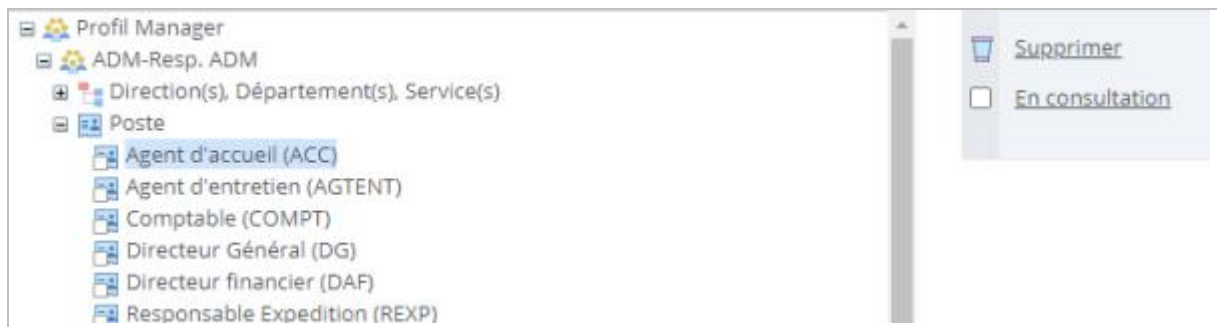 Profil Manager
ADM-Resp. ADM
Direction(s), Département(s), Service(s)
Poste
Agent d'accueil (ACC)
Agent d'entretien (AGTENT)
Comptable (COMPT)
Directeur Général (DG)
Directeur financier (DAF)
Responsable Expedition (REXP)
Supprimer
En consultation